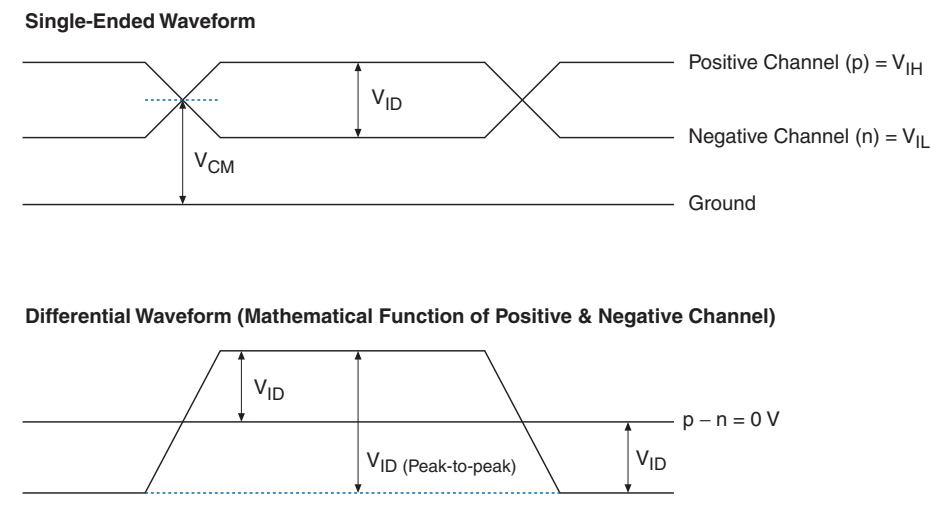 Single-Ended Waveform
Positive Channel (p) = VIH
VID
Negative Channel (n) = VIL
VCM
Ground
Differential Waveform (Mathematical Function of Positive & Negative Channel)
VID
p − n = 0 V
VID (Peak-to-peak)
VID